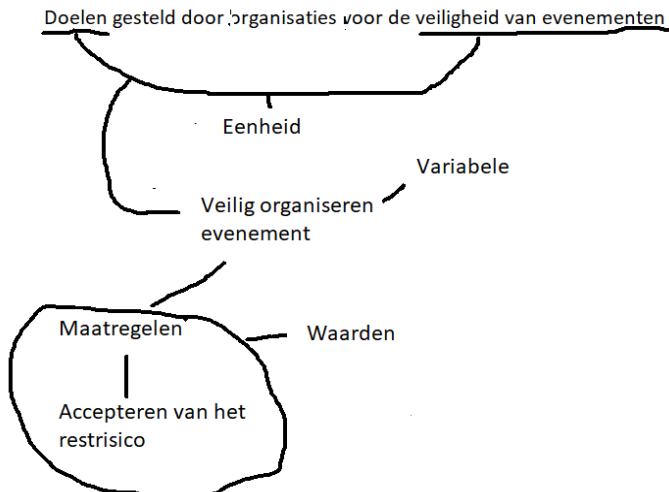 Doelen gesteld door organisaties voor de veiligheid van evenementen
Eenheid
Variabele
Veilig organiseren
evenement
Maatregelen
Waarden
Accepteren van het
restrisico